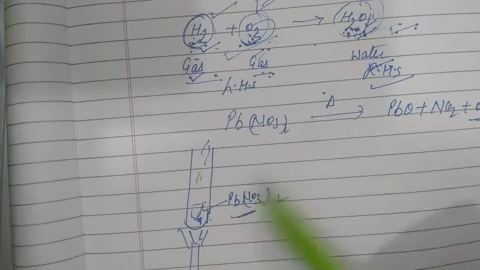 H2 + O2 → H2O
Gas Gas Water
L.H.S R.H.S
Pb(NO3)2 Δ→ PbO + NO2 +
Pb(NO3)2